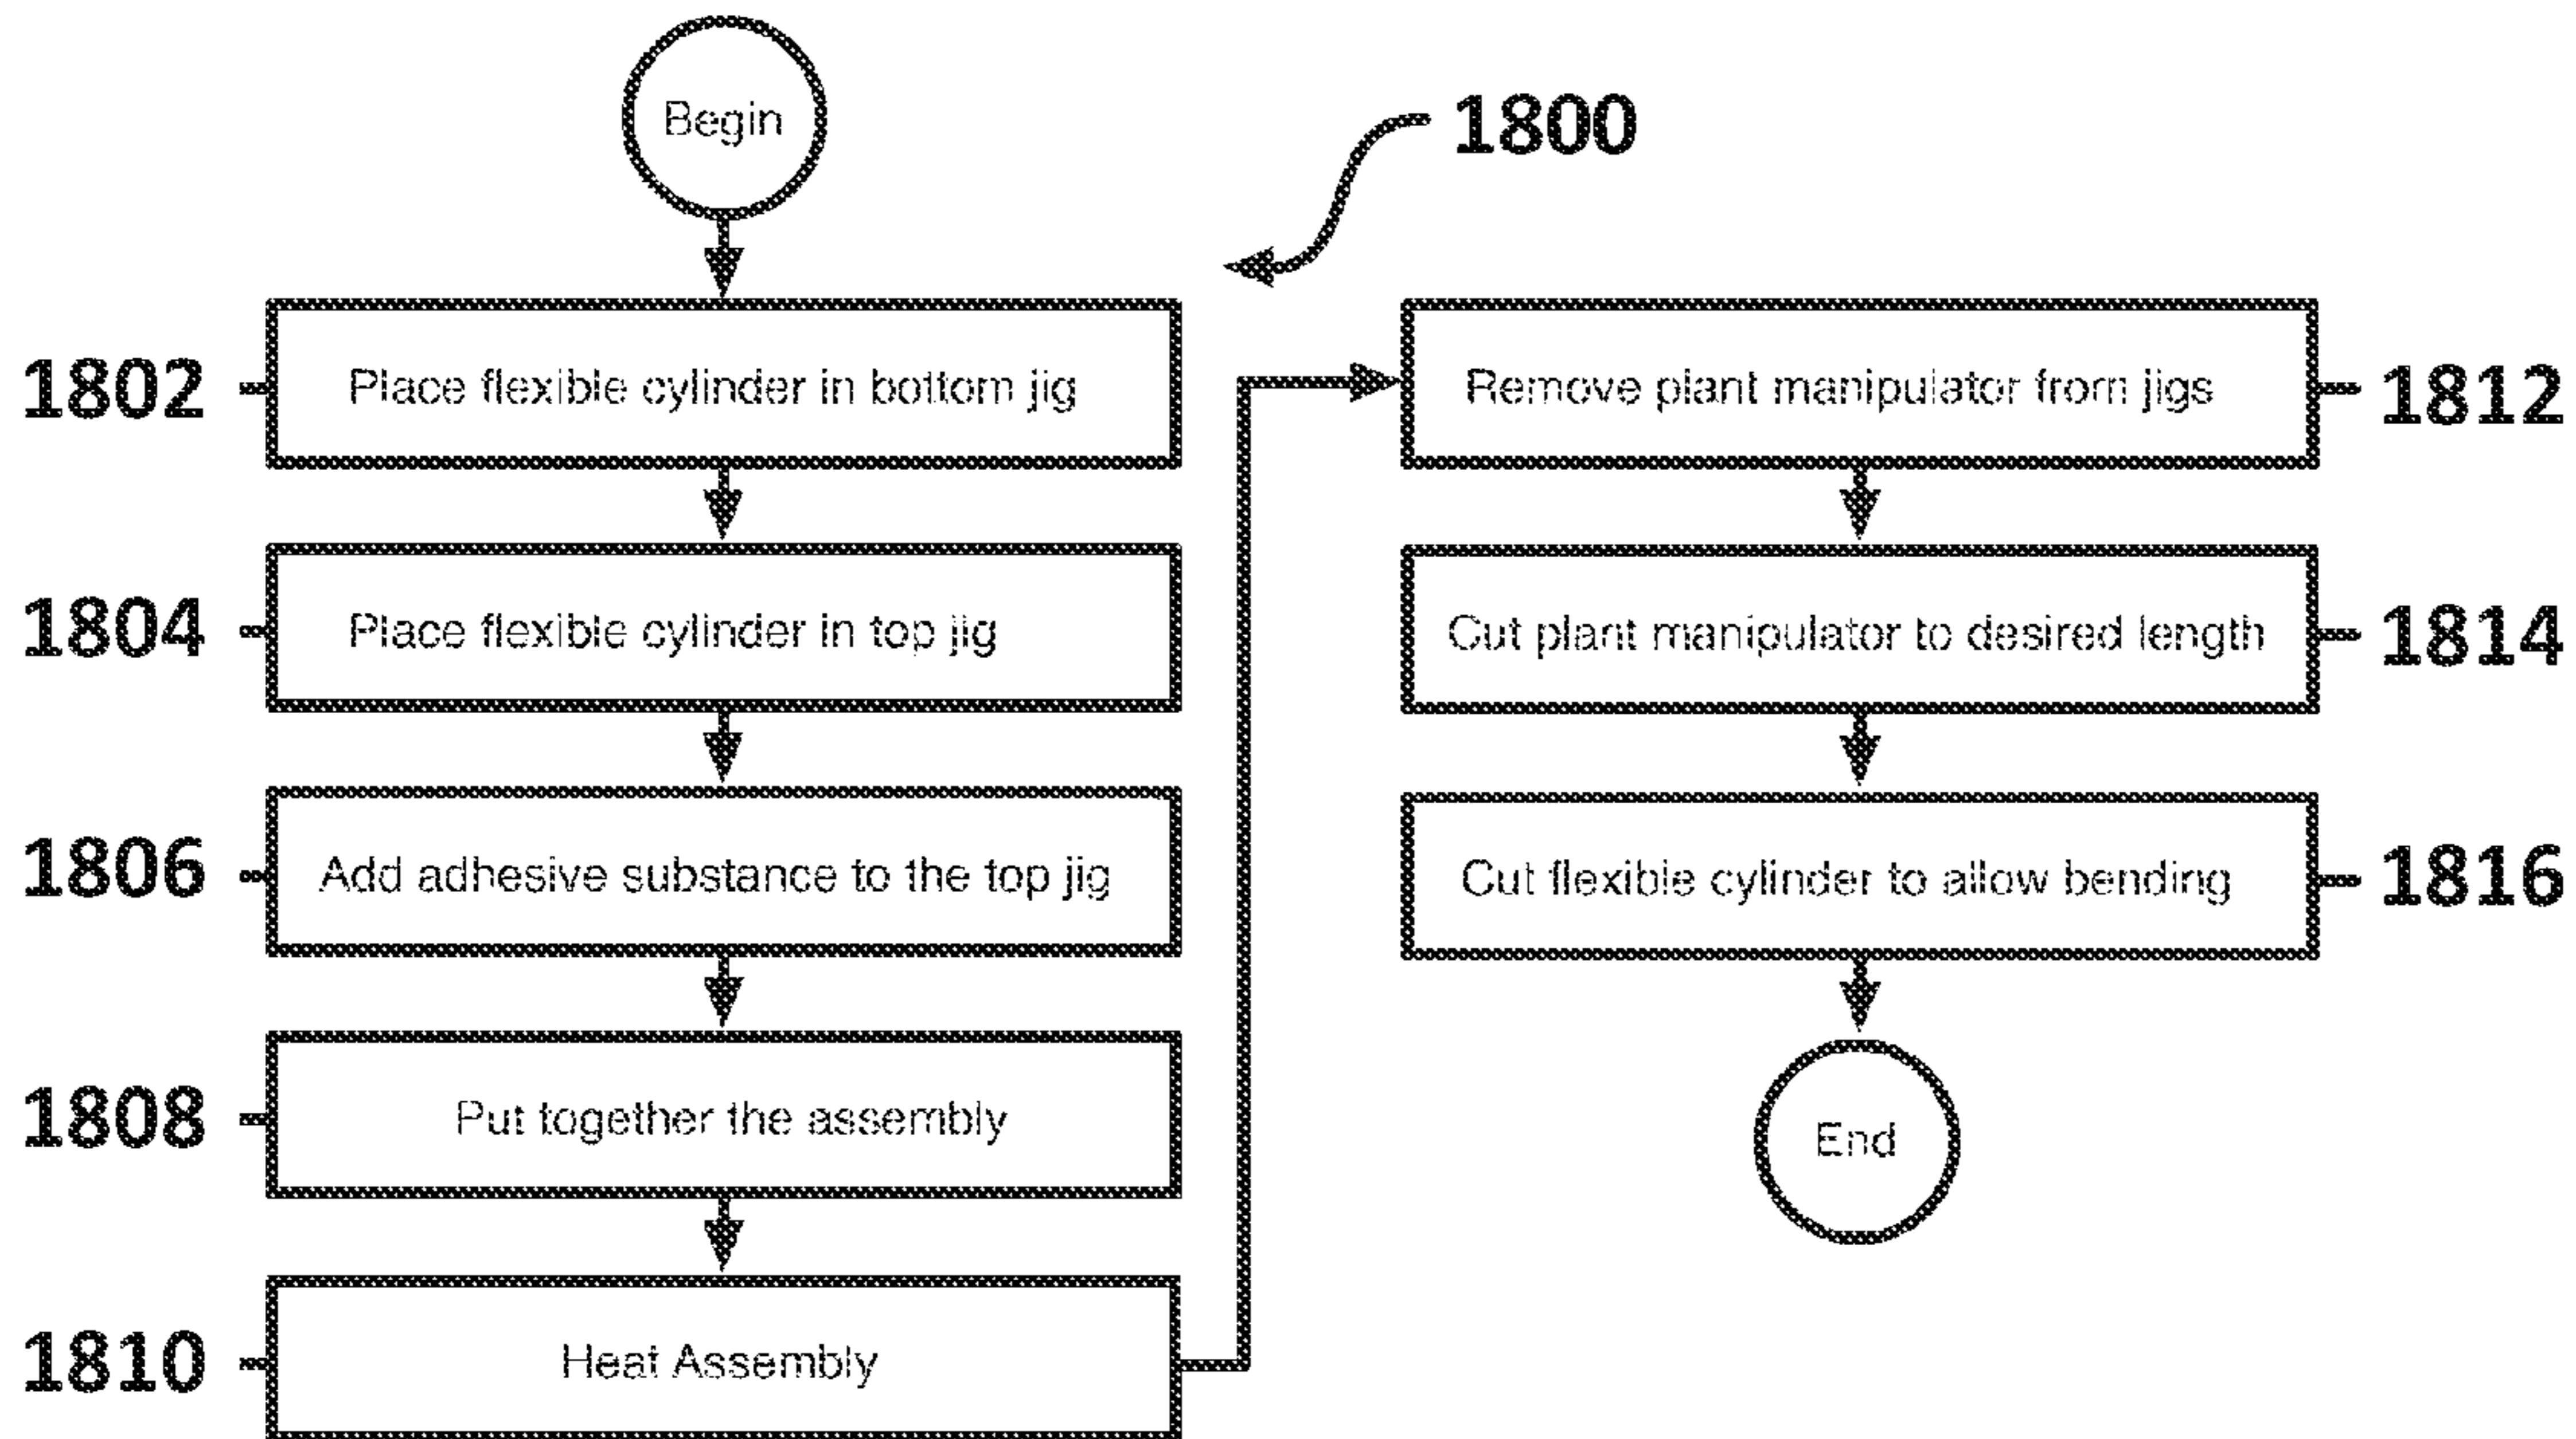 Begin
1800
1802
Place flexible cylinder in bottom jig
1804
Place flexible cylinder in top jig
1806
Add adhesive substance to the top jig
1808
Put together the assembly
1810
Heat Assembly
Remove plant manipulator from jigs
1812
Cut plant manipulator to desired length
1814
Cut flexible cylinder to allow bending
1816
End